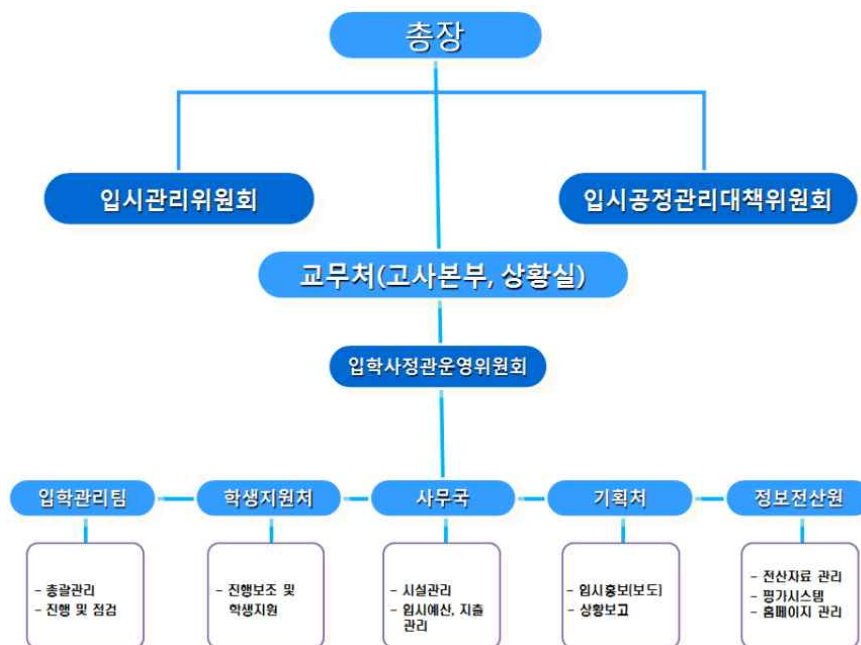 총장
입시관리위원회
입시공정관리대책위원회
교무처(고사본부, 상황실)
입학사정관운영위원회
입학관리팀
학생지원처
사무국
기획처
정보전산원
- 총괄관리
- 진행 및 점검
- 진행보조 및
학생지원
- 시설관리
- 입시예산, 지출
관리
- 입시홍보(보도)
- 상황보고
- 전산자료 관리
- 평가시스템
- 홈페이지 관리